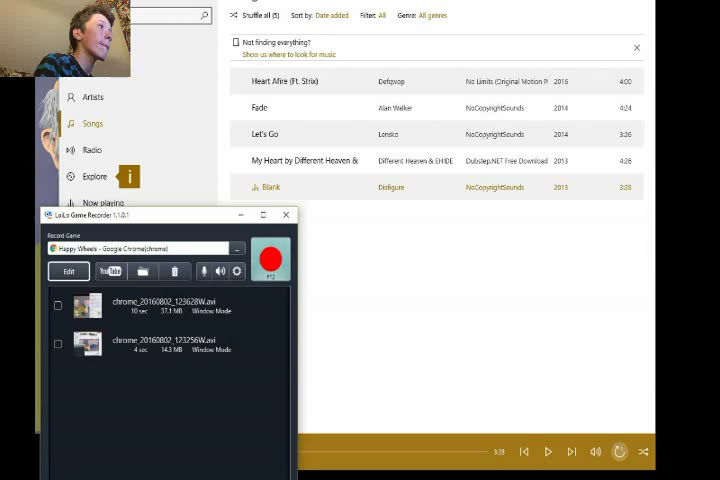 Shuffle all (5) Sort by: Date added Filter: All Genre: All genres
Not finding everything?
Show us where to look for music
Heart Afire (Ft. Strix) Defqwop No Limits (Original Motion P 2016 4:00
Fade Alan Walker NoCopyrightSounds 2014 4:24
Let's Go Lensko NoCopyrightSounds 2014 3:26
My Heart by Different Heaven & Different Heaven & EH!DE Dubstep.NET Free Download 2013 4:26
Blank Disfigure NoCopyrightSounds 2013 3:28
Artists
Songs
Radio
Explore
i
Now playing
LoiLo Game Recorder 1.1.0.1
Record Game
Happy Wheels - Google Chrome(chrome)
...
Edit
YouTube
F12
chrome_20160802_123628W.avi
10 sec 37.1 MB Window Mode
chrome_20160802_123256W.avi
4 sec 14.3 MB Window Mode
3:28